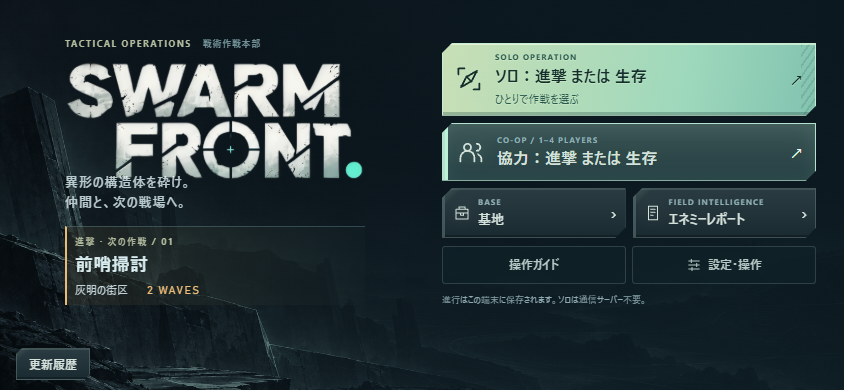 TACTICAL OPERATIONS 戦術作戦本部
SWARM
FRONT.
異形の構造体を砕け。
仲間と、次の戦場へ。
進撃 · 次の作戦 / 01
前哨掃討
灰明の街区 2 WAVES
更新履歴
SOLO OPERATION
ソロ：進撃 または 生存
ひとりで作戦を選ぶ
↗
CO-OP / 1–4 PLAYERS
協力：進撃 または 生存
↗
BASE
基地
›
FIELD INTELLIGENCE
エネミーレポート
›
操作ガイド
設定・操作
進行はこの端末に保存されます。ソロは通信サーバー不要。